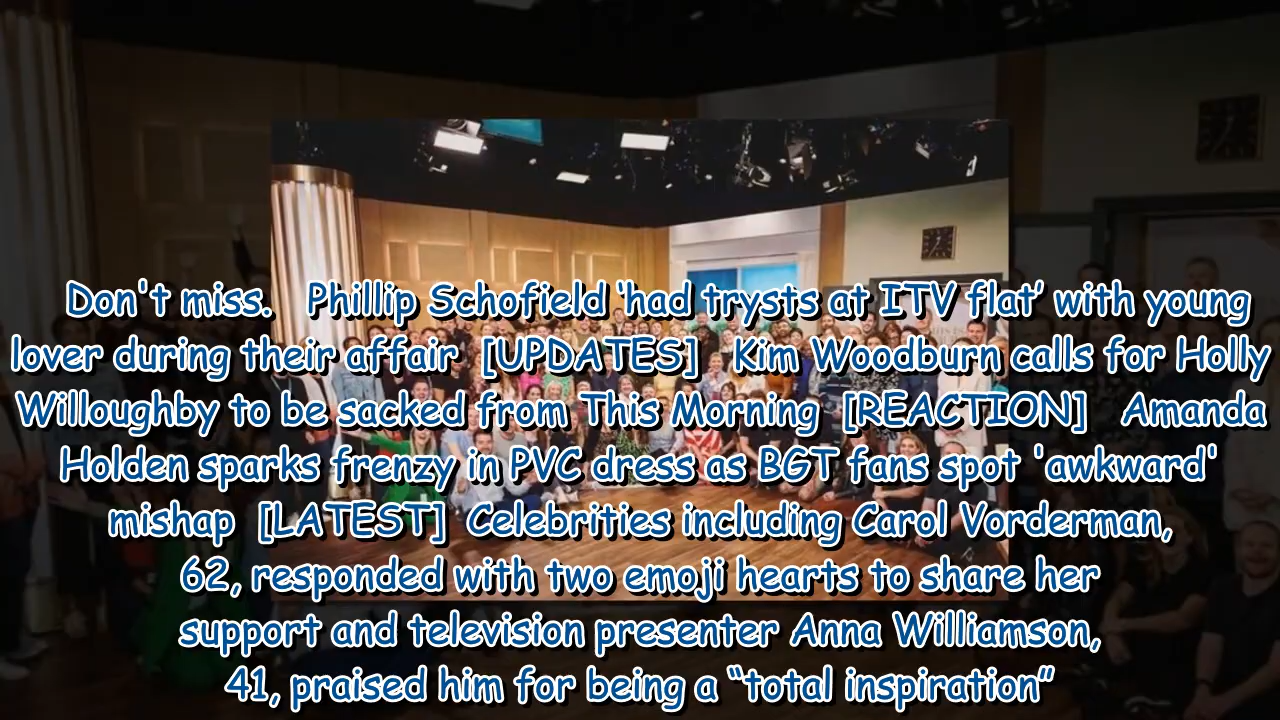 Don't miss. Phillip Schofield ‘had trysts at ITV flat’ with young
lover during their affair [UPDATES] Kim Woodburn calls for Holly
Willoughby to be sacked from This Morning [REACTION] Amanda
Holden sparks frenzy in PVC dress as BGT fans spot 'awkward'
mishap [LATEST] Celebrities including Carol Vorderman,
62, responded with two emoji hearts to share her
support and television presenter Anna Williamson,
41, praised him for being a “total inspiration”